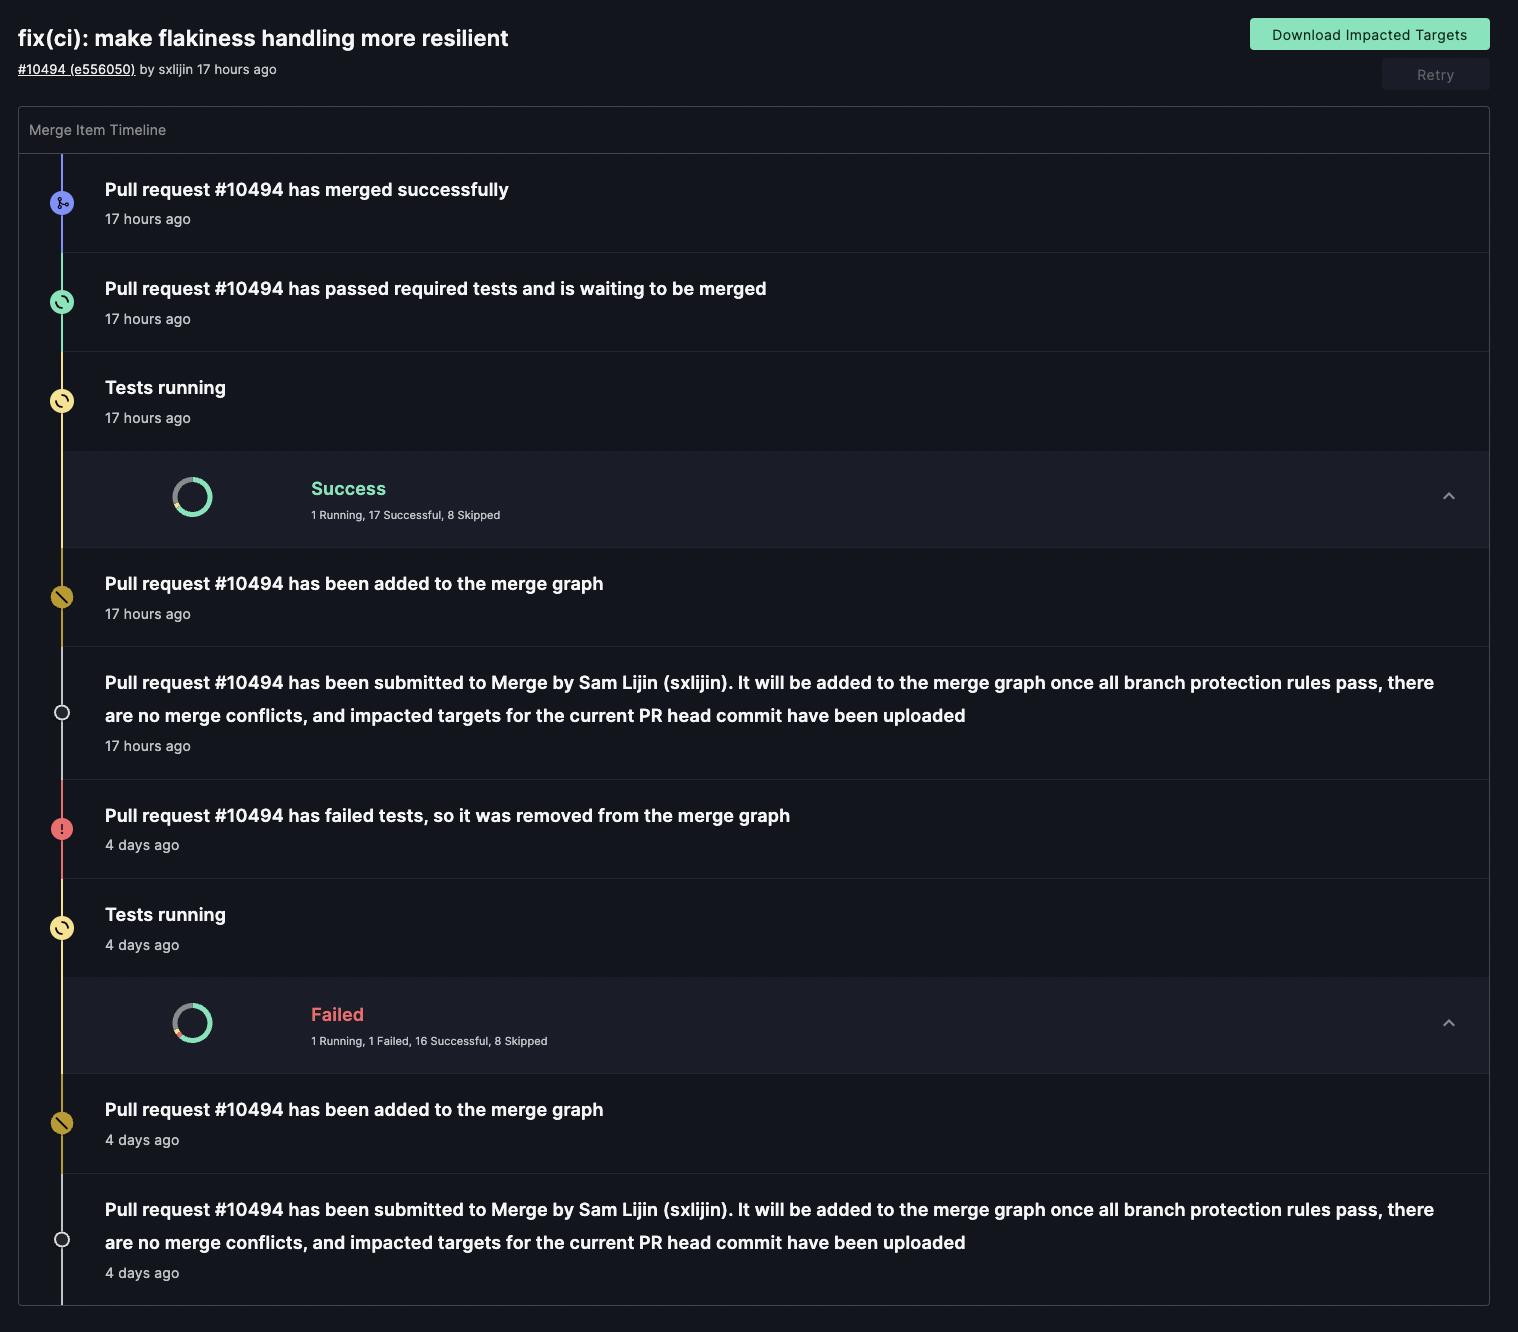 fix(ci): make flakiness handling more resilient
Download Impacted Targets
#10494 (e556050) by sxlijin 17 hours ago
Retry
Merge Item Timeline
Pull request #10494 has merged successfully
17 hours ago
Pull request #10494 has passed required tests and is waiting to be merged
17 hours ago
Tests running
17 hours ago
Success
1 Running, 17 Successful, 8 Skipped
Pull request #10494 has been added to the merge graph
17 hours ago
Pull request #10494 has been submitted to Merge by Sam Lijin (sxlijin). It will be added to the merge graph once all branch protection rules pass, there
are no merge conflicts, and impacted targets for the current PR head commit have been uploaded
17 hours ago
Pull request #10494 has failed tests, so it was removed from the merge graph
4 days ago
Tests running
4 days ago
Failed
1 Running, 1 Failed, 16 Successful, 8 Skipped
Pull request #10494 has been added to the merge graph
4 days ago
Pull request #10494 has been submitted to Merge by Sam Lijin (sxlijin). It will be added to the merge graph once all branch protection rules pass, there
are no merge conflicts, and impacted targets for the current PR head commit have been uploaded
4 days ago